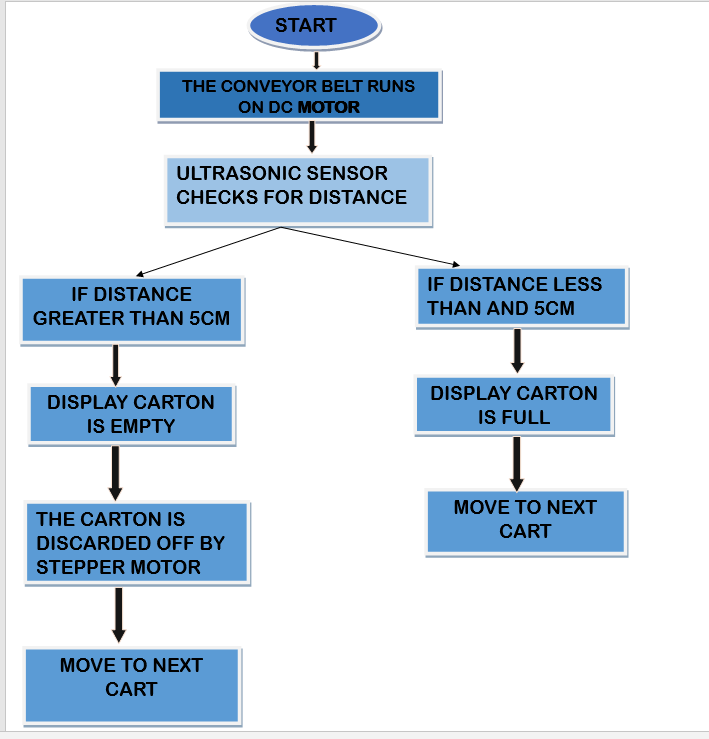 START
THE CONVEYOR BELT RUNS
ON DC MOTOR
ULTRASONIC SENSOR
CHECKS FOR DISTANCE
IF DISTANCE
GREATER THAN 5CM
DISPLAY CARTON
IS EMPTY
THE CARTON IS
DISCARDED OFF BY
STEPPER MOTOR
MOVE TO NEXT
CART
IF DISTANCE LESS
THAN AND 5CM
DISPLAY CARTON
IS FULL
MOVE TO NEXT
CART